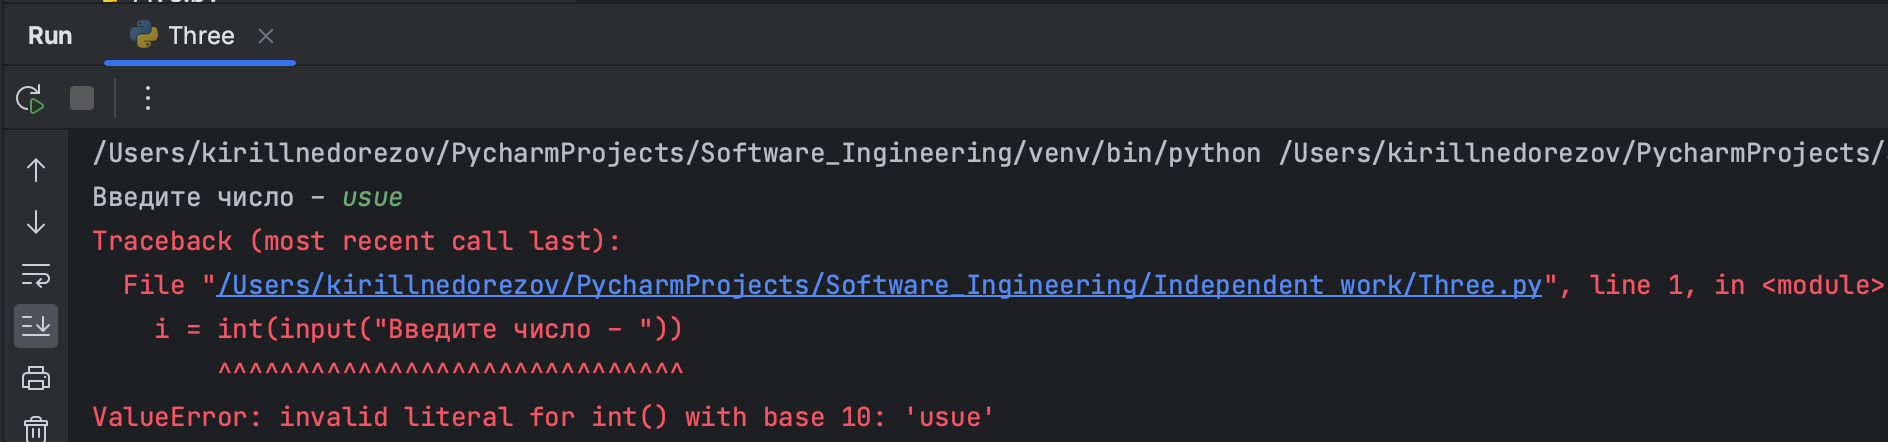 Run
Three
/Users/kirillnedorezov/PycharmProjects/Software_Ingineering/venv/bin/python /Users/kirillnedorezov/PycharmProjects/
Введите число - usue
Traceback (most recent call last):
File "/Users/kirillnedorezov/PycharmProjects/Software_Ingineering/Independent work/Three.py", line 1, in <module>
i = int(input("Введите число - "))
^^^^^^^^^^^^^^^^^^^^^^^^^^^^^^
ValueError: invalid literal for int() with base 10: 'usue'